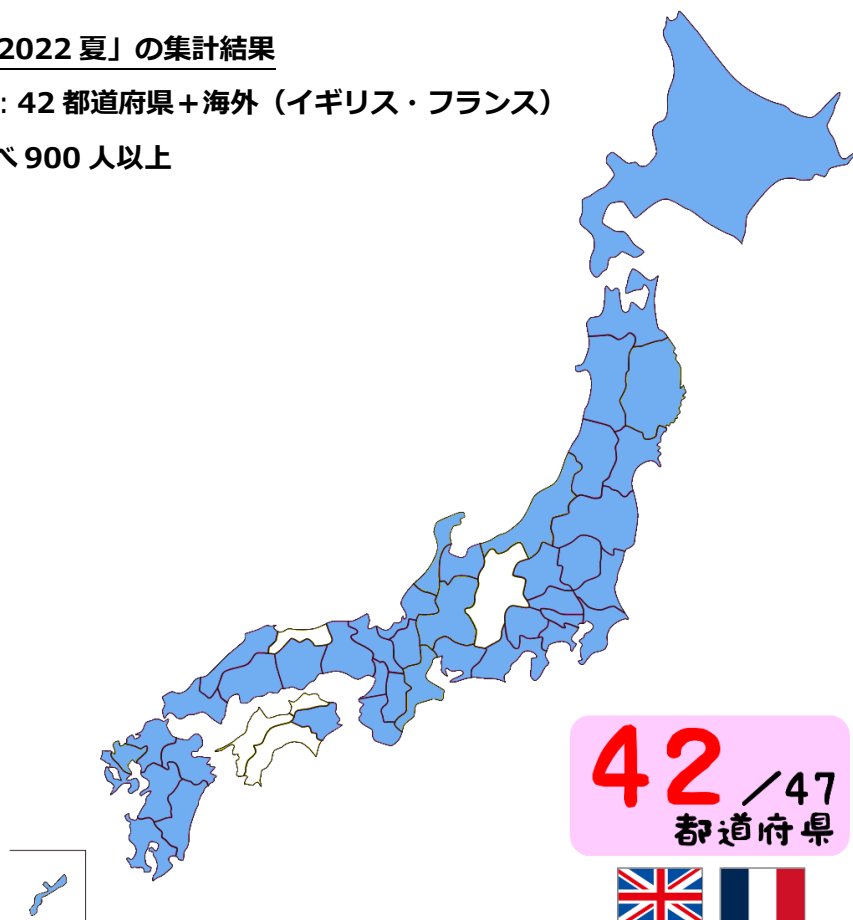 2022 夏」の集計結果
: 42 都道府県＋海外（イギリス・フランス）
べ 900 人以上
42／47
都道府県